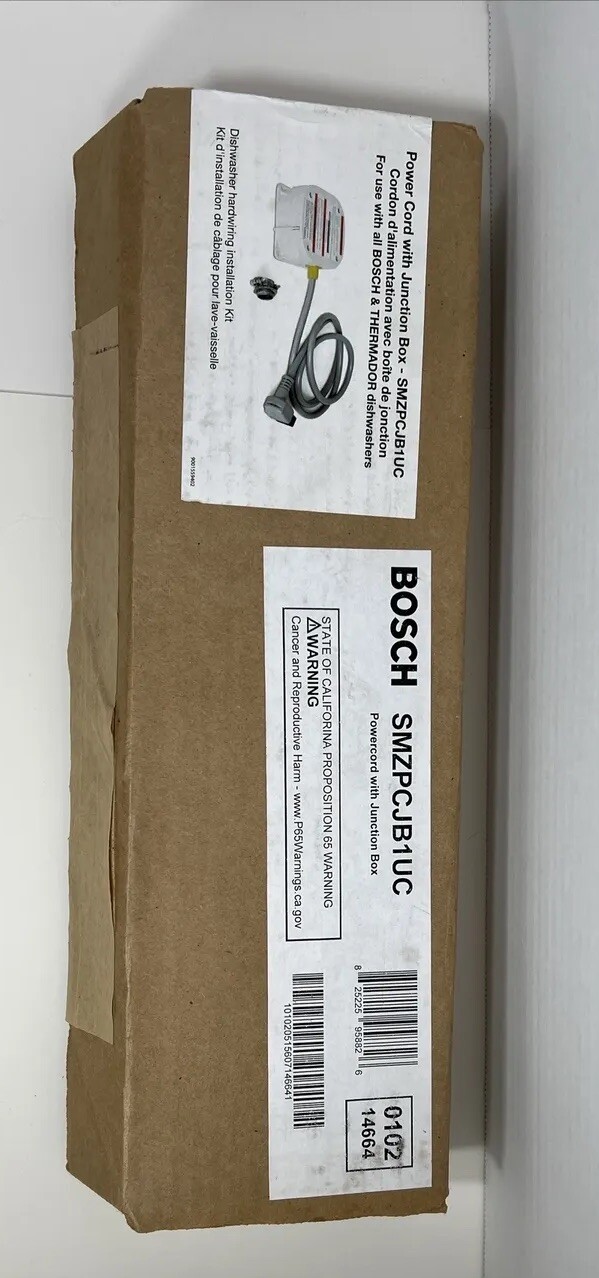 Power Cord with Junction Box - SMZPCJB1UC
Cordon d'alimentation avec boîte de jonction
For use with all BOSCH & THERMADOR dishwashers
Dishwasher hardwiring installation Kit
Kit d'installation de câblage pour lave-vaisselle
9001559402
BOSCH SMZPCJB1UC
Powercord with Junction Box
STATE OF CALIFORINA PROPOSITION 65 WARNING
⚠WARNING
Cancer and Reproductive Harm - www.P65Warnings.ca.gov
8 25225 95882 6
0102
14664
101020515607146641